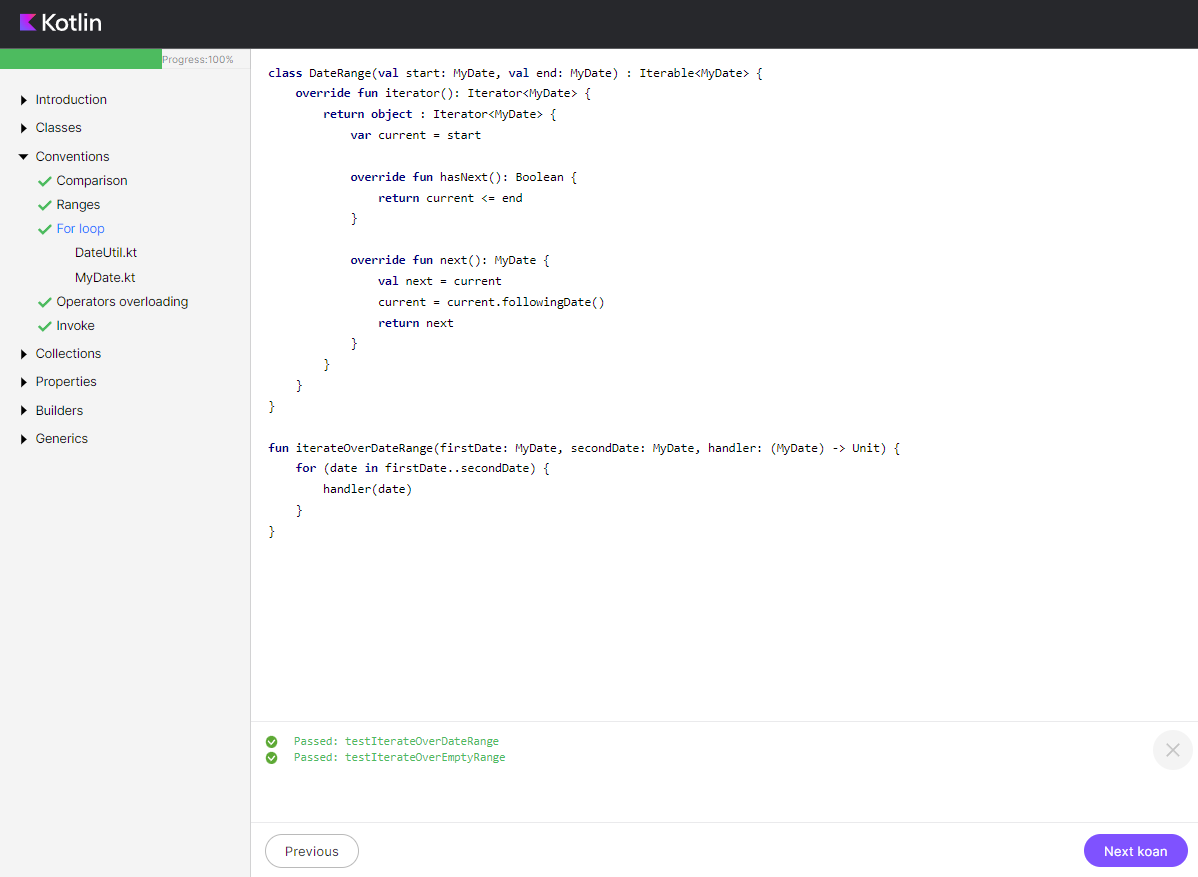 Kotlin
Progress:100%
Introduction
Classes
Conventions
Comparison
Ranges
For loop
DateUtil.kt
MyDate.kt
Operators overloading
Invoke
Collections
Properties
Builders
Generics
class DateRange(val start: MyDate, val end: MyDate) : Iterable<MyDate> {
    override fun iterator(): Iterator<MyDate> {
        return object : Iterator<MyDate> {
            var current = start

            override fun hasNext(): Boolean {
                return current <= end
            }

            override fun next(): MyDate {
                val next = current
                current = current.followingDate()
                return next
            }
        }
    }
}

fun iterateOverDateRange(firstDate: MyDate, secondDate: MyDate, handler: (MyDate) -> Unit) {
    for (date in firstDate..secondDate) {
        handler(date)
    }
}
Passed: testIterateOverDateRange
Passed: testIterateOverEmptyRange
Previous
Next koan